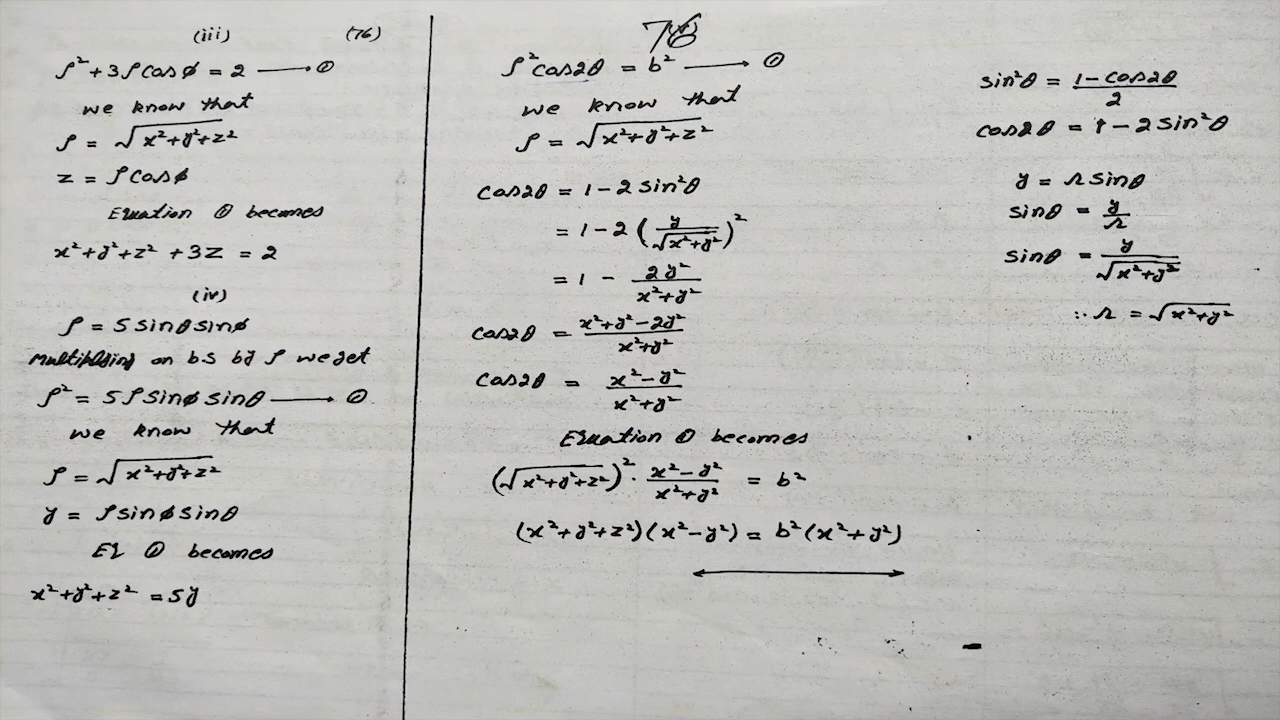 (iii) (76)
ρ² + 3ρcosϕ = 2 ⟶ ①
we know that
ρ = √(x²+y²+z²)
z = ρcosϕ
Equation ① becomes
x²+y²+z² + 3z = 2
(iv)
ρ = 5 sinθ sinϕ
Multiplying on b.s by ρ we get
ρ² = 5ρ sinϕ sinθ ⟶ ①
we know that
ρ = √(x²+y²+z²)
y = ρ sinϕ sinθ
Eq ① becomes
x²+y²+z² = 5y
ρ²cos2θ = b² ⟶ ①
we know that
ρ = √(x²+y²+z²)
cos2θ = 1 - 2 sin²θ
= 1 - 2 (y/√(x²+y²))²
= 1 - 2y²/(x²+y²)
cos2θ = (x²+y²-2y²)/(x²+y²)
cos2θ = (x²-y²)/(x²+y²)
Equation ① becomes
(√(x²+y²+z²))² · (x²-y²)/(x²+y²) = b²
(x²+y²+z²)(x²-y²) = b²(x²+y²)
sin²θ = (1-cos2θ)/2
cos2θ = 1 - 2 sin²θ
y = r sinθ
sinθ = y/r
sinθ = y/√(x²+y²)
∵ r = √(x²+y²)